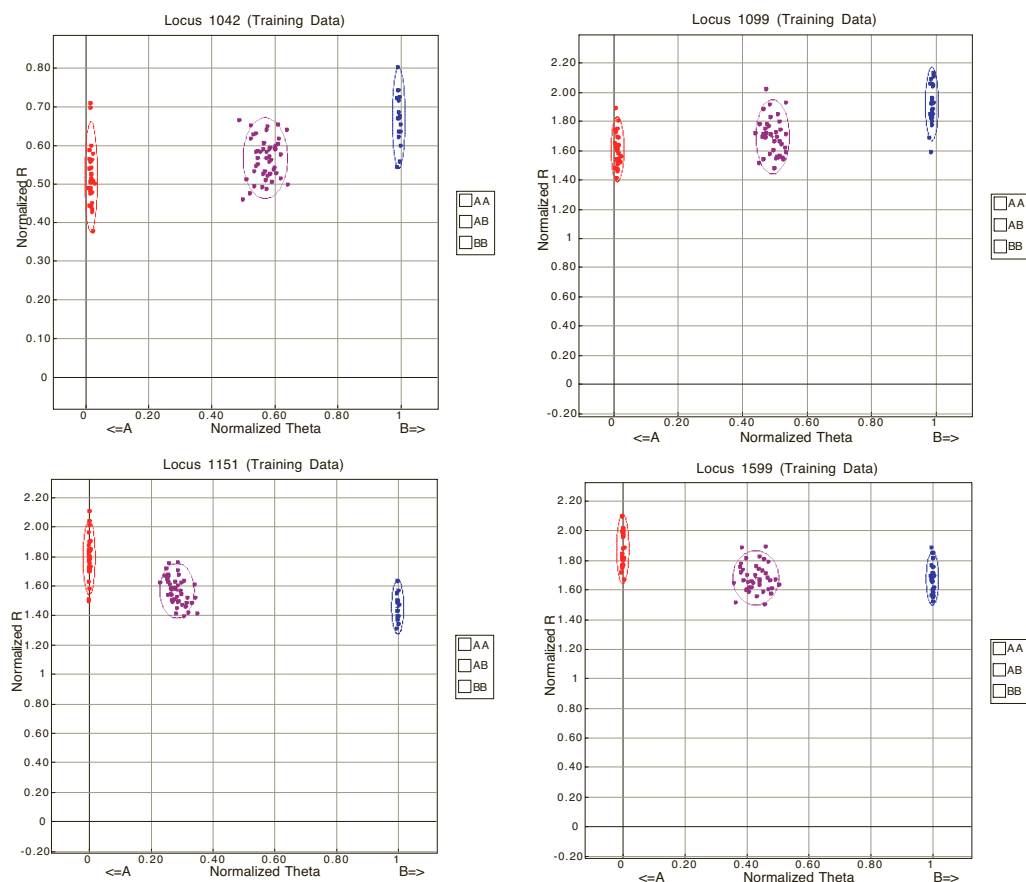 Locus 1042 (Training Data)
0.80
0.70
0.60
0.50
0.40
0.30
0.20
0.10
0
Normalized R
0 0.20 0.40 0.60 0.80 1
<=A Normalized Theta B=>
AA
AB
BB
Locus 1099 (Training Data)
2.20
2.00
1.80
1.60
1.40
1.20
1
0.80
0.60
0.40
0.20
0
-0.20
Normalized R
0 0.20 0.40 0.60 0.80 1
<=A Normalized Theta B=>
AA
AB
BB
Locus 1151 (Training Data)
2.20
2.00
1.80
1.60
1.40
1.20
1
0.80
0.60
0.40
0.20
0
-0.20
Normalized R
0 0.20 0.40 0.60 0.80 1
<=A Normalized Theta B=>
AA
AB
BB
Locus 1599 (Training Data)
2.20
2.00
1.80
1.60
1.40
1.20
1
0.80
0.60
0.40
0.20
0
-0.20
Normalized R
0 0.20 0.40 0.60 0.80 1
<=A Normalized Theta B=>
AA
AB
BB